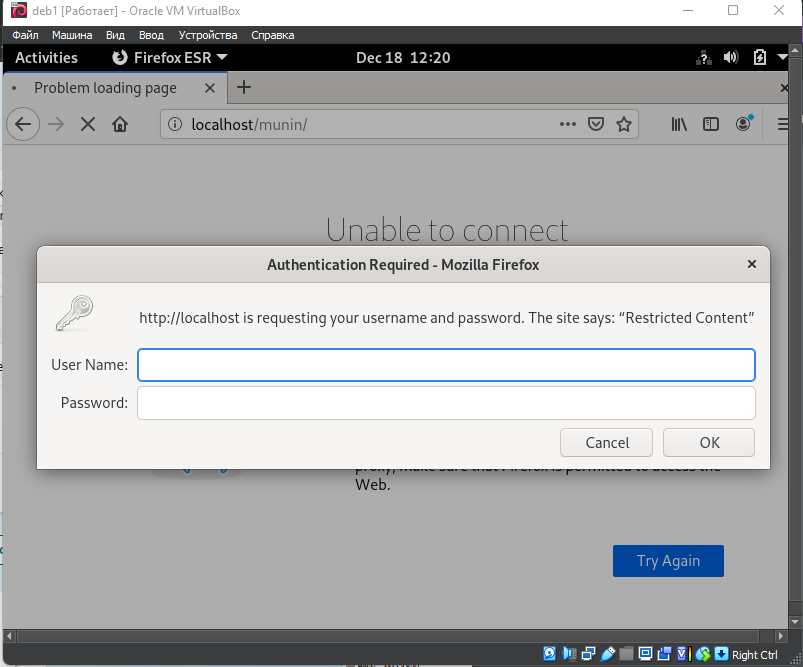 deb1 [Работает] - Oracle VM VirtualBox
Файл Машина Вид Ввод Устройства Справка
Activities Firefox ESR Dec 18 12:20
Problem loading page
localhost/munin/
Unable to connect
Authentication Required - Mozilla Firefox
http://localhost is requesting your username and password. The site says: “Restricted Content”
User Name:
Password:
Cancel OK
proxy, make sure that Firefox is permitted to access the
Web.
Try Again
Right Ctrl